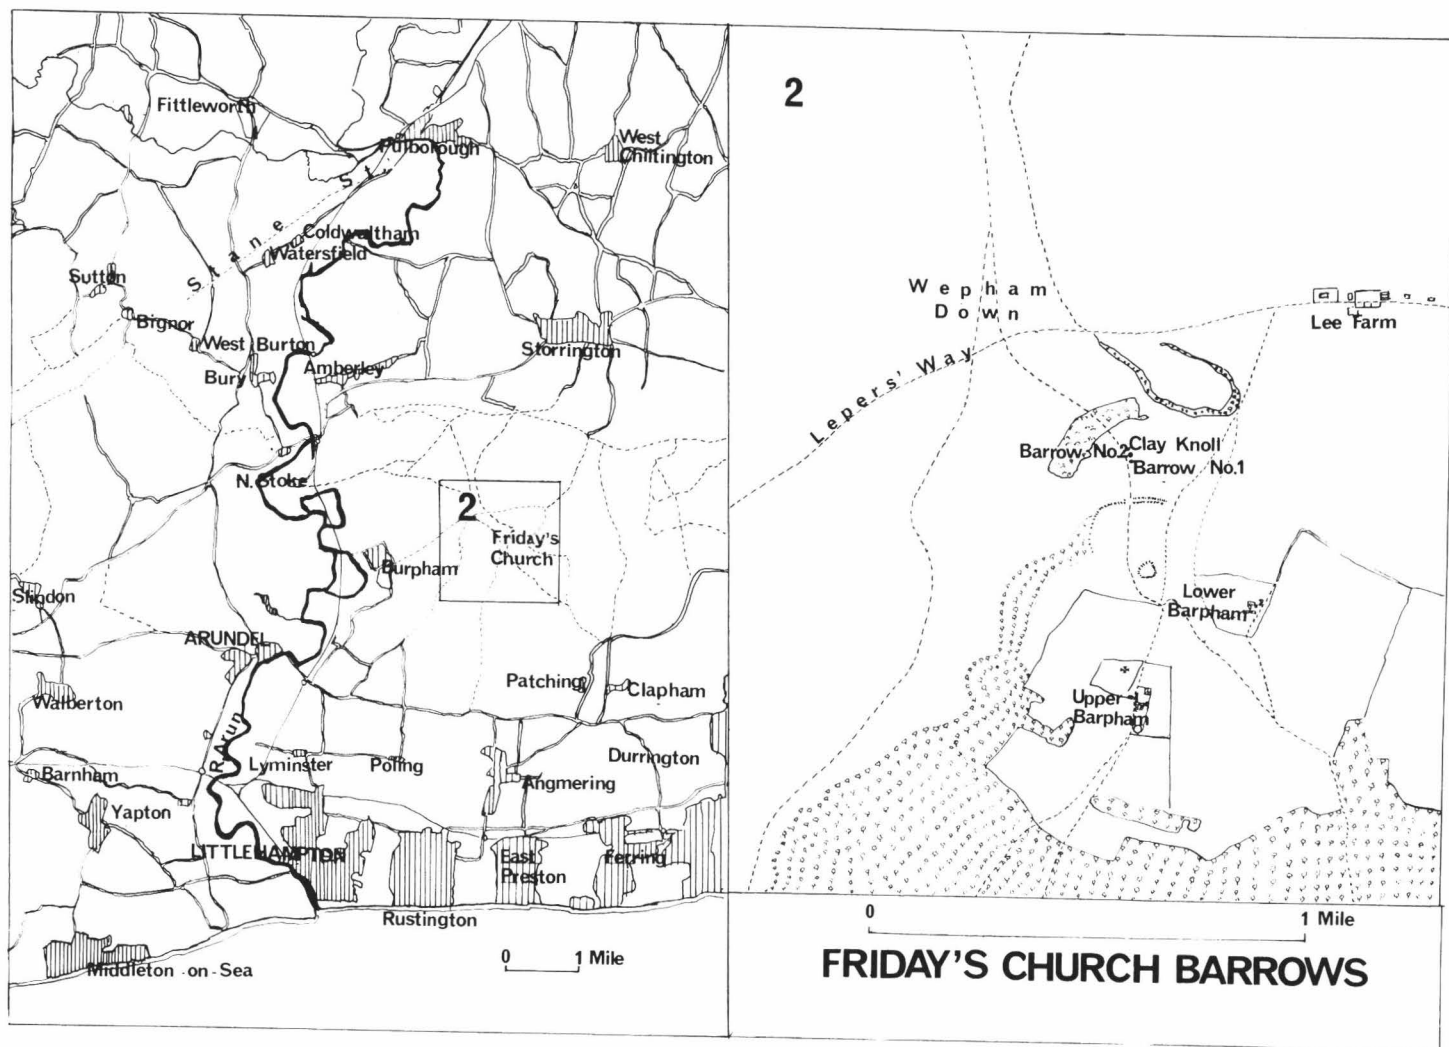 Fittleworth
Pulborough
West
Chiltington
Stane St.
Coldwaltham
Watersfield
Sutton
Bignor
West Burton
Storrington
Bury
Amberley
N. Stoke
2
Friday's
Church
Burpham
Slindon
ARUNDEL
Patching
Clapham
Walberton
R. Arun
Lyminster
Poling
Durrington
Barnham
Angmering
Yapton
LITTLEHAMPTON
East
Preston
Ferring
Rustington
Middleton-on-Sea
0 1 Mile
2
Wepham
Down
Lee Farm
Lepers' Way
Barrow No.2
Clay Knoll
Barrow No.1
Lower
Barpham
Upper
Barpham
0 1 Mile
FRIDAY'S CHURCH BARROWS